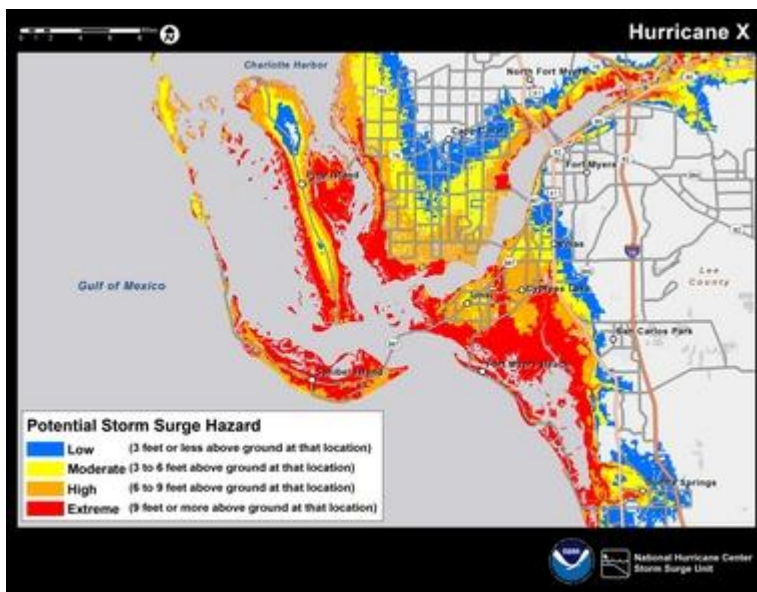 Hurricane X
Charlotte Harbor
North Fort Myers
Cape Coral
Fort Myers
Pine Island
Villas
Gulf of Mexico
Lee
County
Cypress Lake
Iona
San Carlos Park
Fort Myers Beach
Sanibel Island
Bonita Springs
Potential Storm Surge Hazard
Low (3 feet or less above ground at that location)
Moderate (3 to 6 feet above ground at that location)
High (6 to 9 feet above ground at that location)
Extreme (9 feet or more above ground at that location)
National Hurricane Center
Storm Surge Unit